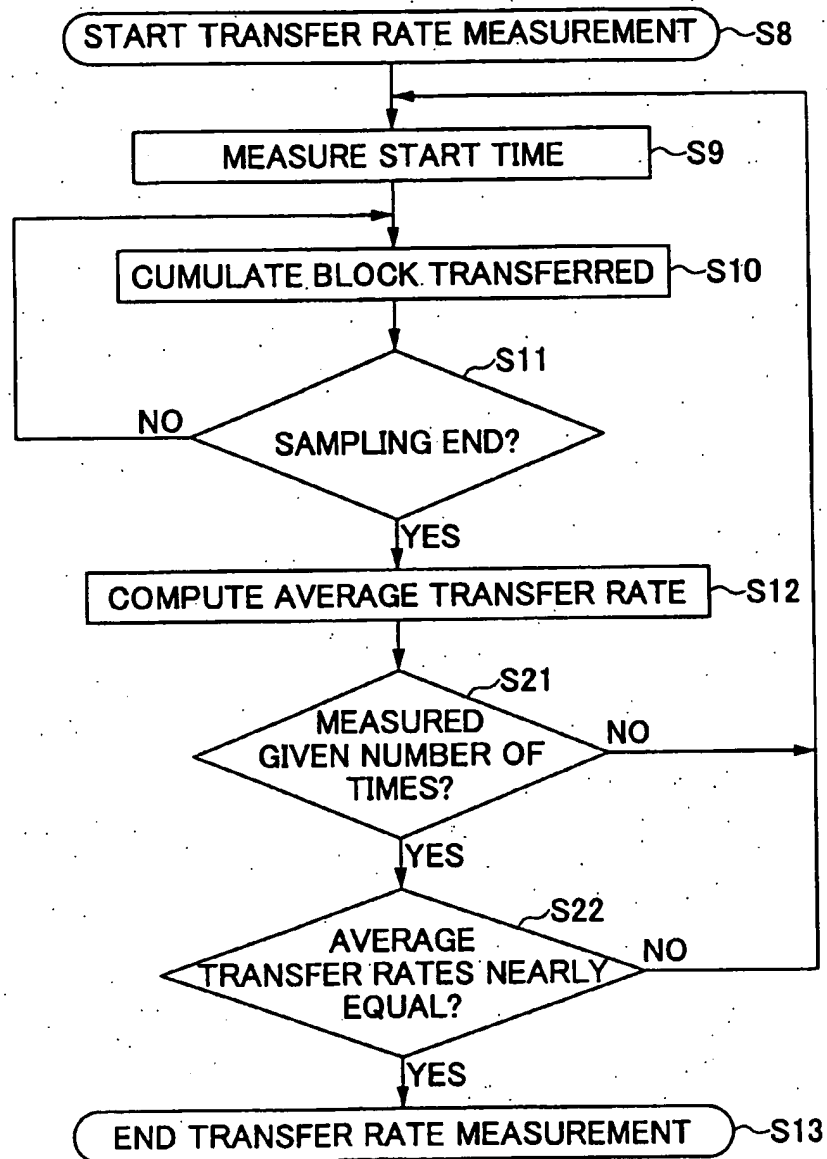 START TRANSFER RATE MEASUREMENT S8
MEASURE START TIME S9
CUMULATE BLOCK TRANSFERRED S10
S11
NO
SAMPLING END?
YES
COMPUTE AVERAGE TRANSFER RATE S12
S21
MEASURED
GIVEN NUMBER OF
TIMES?
NO
YES
S22
AVERAGE
TRANSFER RATES NEARLY
EQUAL?
NO
YES
END TRANSFER RATE MEASUREMENT S13